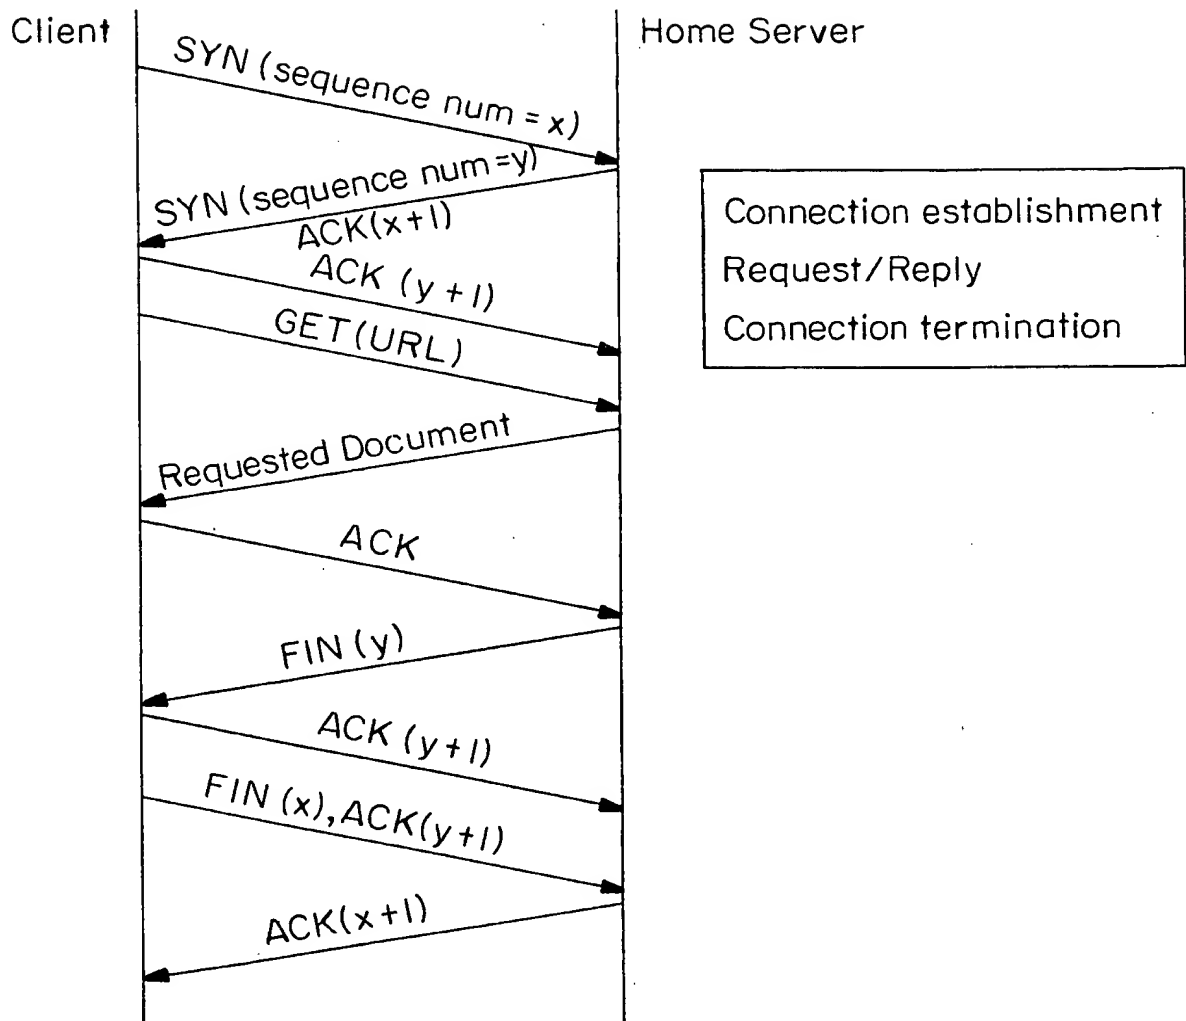 Client
Home Server
SYN (sequence num = x)
SYN (sequence num =y)
ACK(x+1)
ACK (y +1)
GET(URL)
Requested Document
ACK
FIN (y)
ACK (y+1)
FIN (x),ACK(y+1)
ACK(x+1)
Connection establishment
Request/Reply
Connection termination